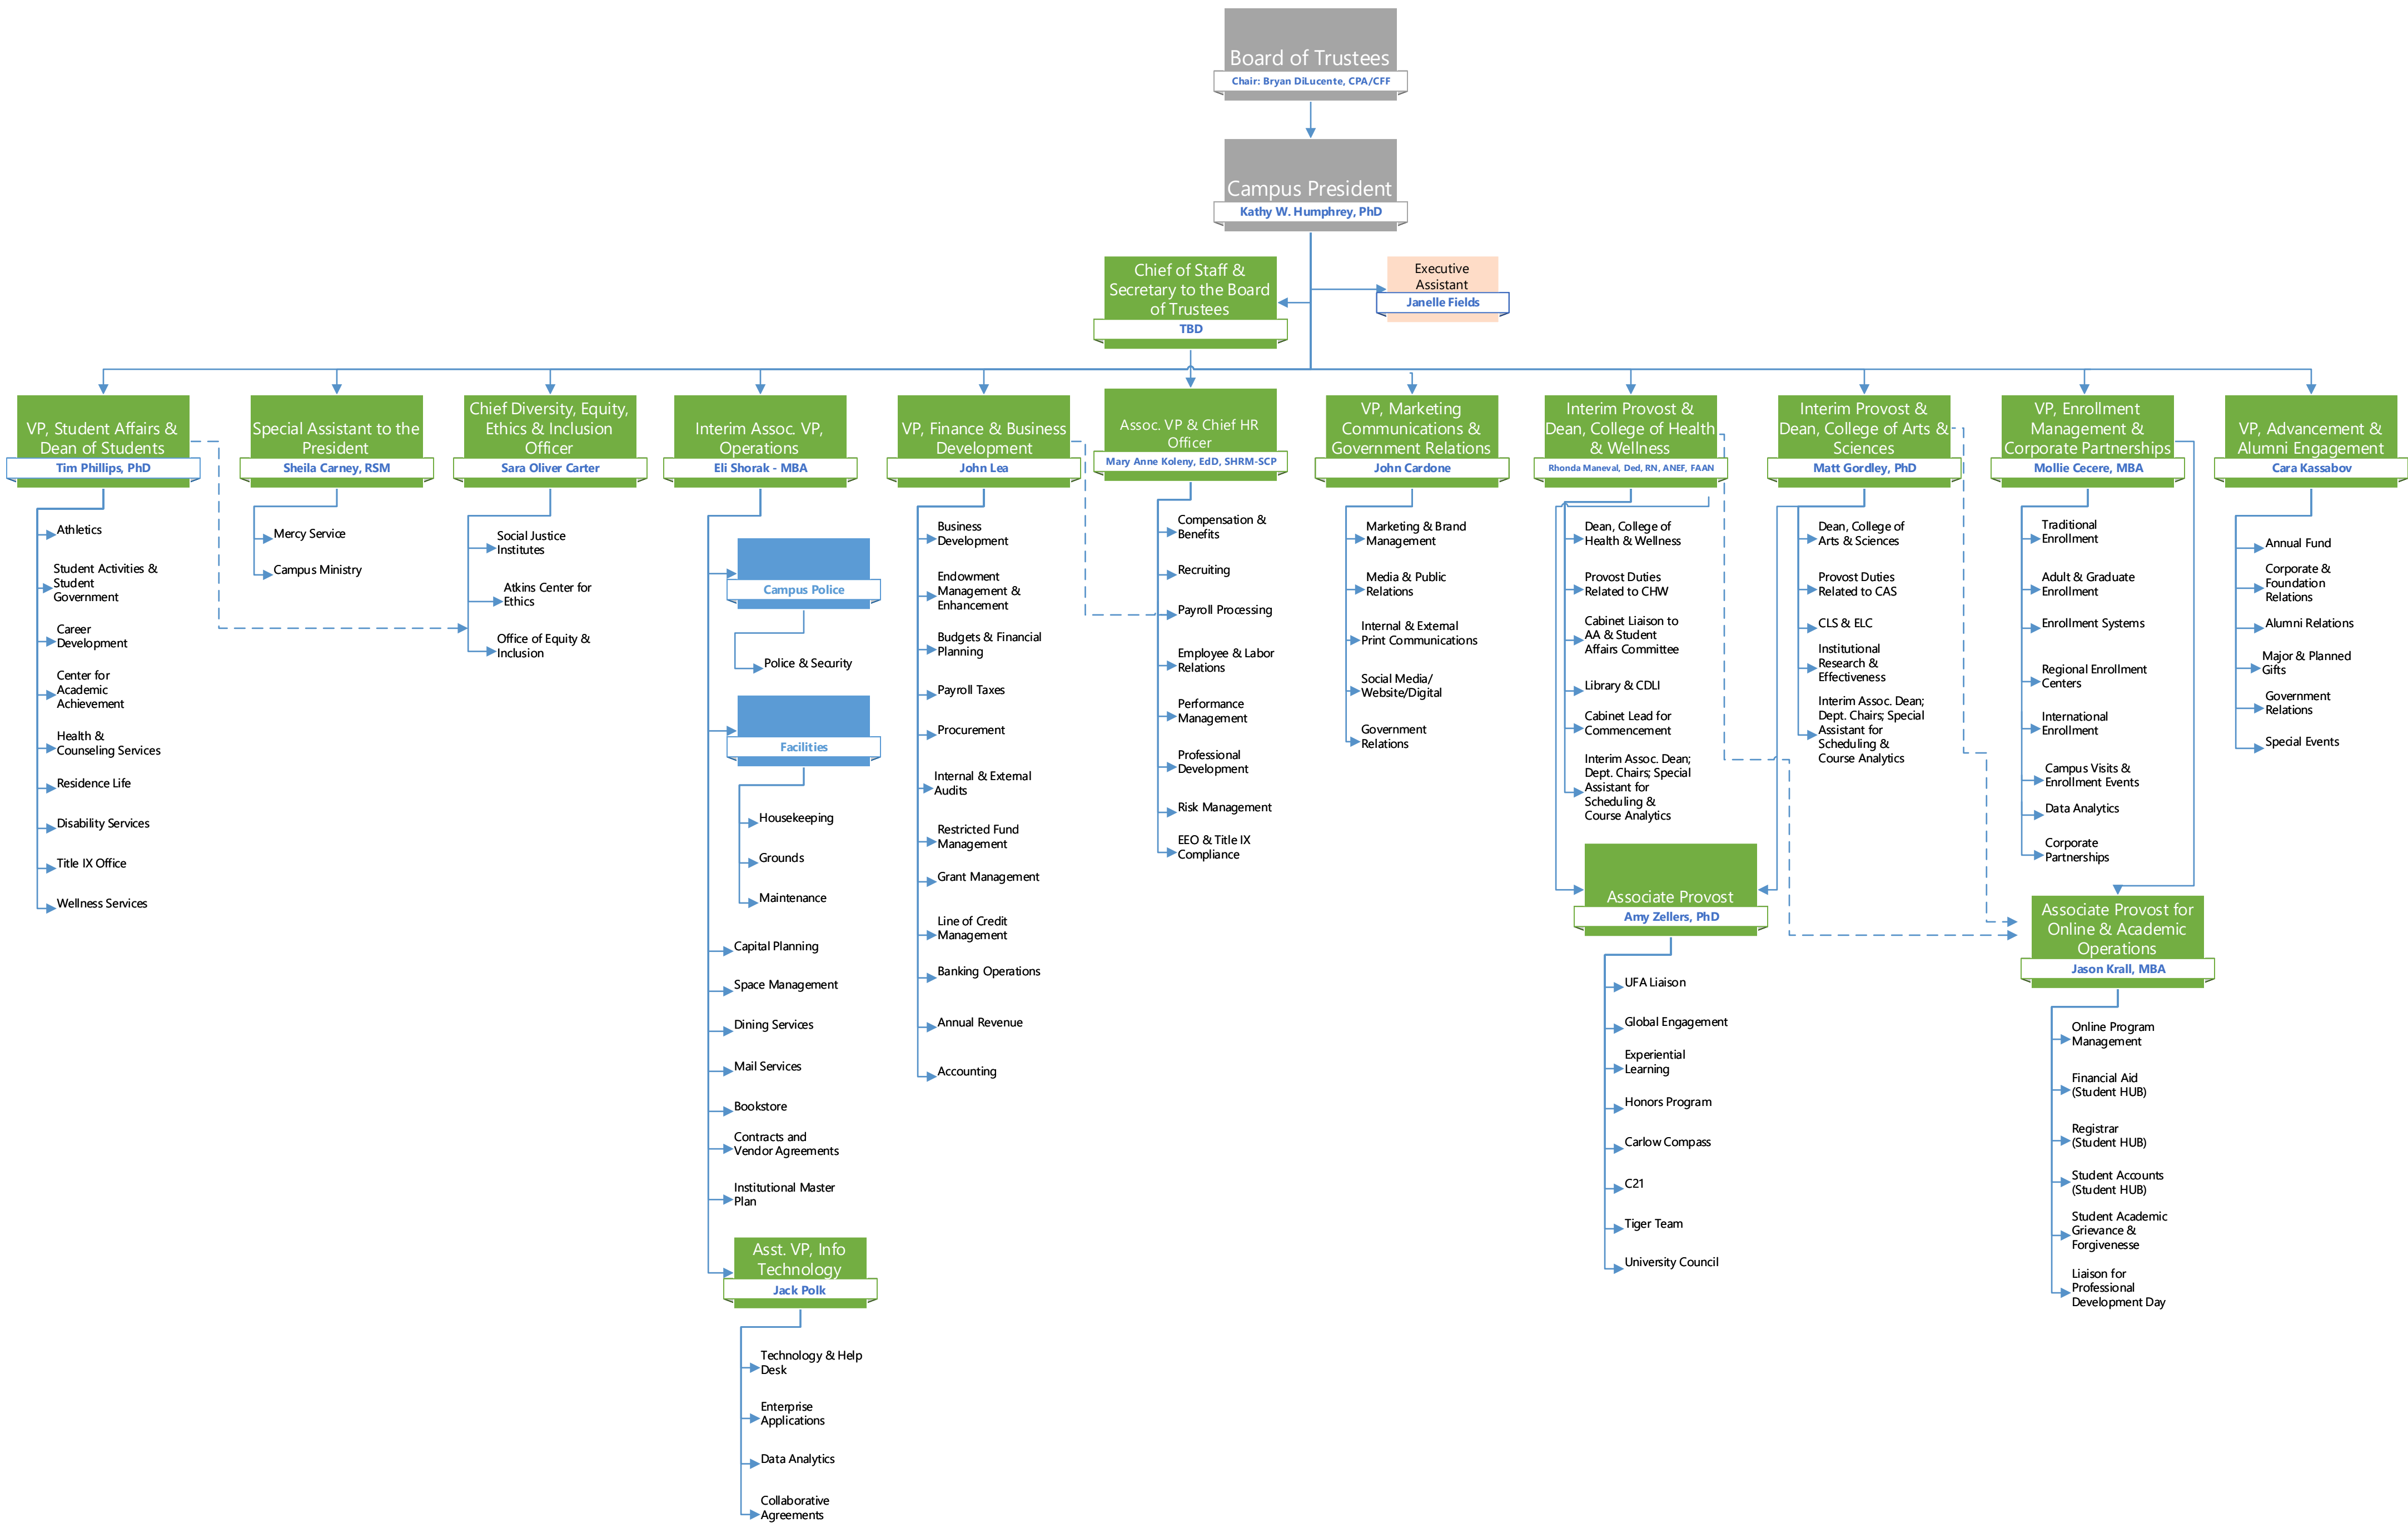 Board of Trustees
Chair: Bryan DiLucente, CPA/CFF
Campus President
Kathy W. Humphrey, PhD
Chief of Staff &
Secretary to the Board
of Trustees
TBD
Executive
Assistant
Janelle Fields
VP, Student Affairs &
Dean of Students
Tim Phillips, PhD
Athletics
Student Activities &
Student
Government
Career
Development
Center for
Academic
Achievement
Health &
Counseling Services
Residence Life
Disability Services
Title IX Office
Wellness Services
Special Assistant to the
President
Sheila Carney, RSM
Mercy Service
Campus Ministry
Chief Diversity, Equity,
Ethics & Inclusion
Officer
Sara Oliver Carter
Social Justice
Institutes
Atkins Center for
Ethics
Office of Equity &
Inclusion
Interim Assoc. VP,
Operations
Eli Shorak - MBA
Campus Police
Police & Security
Facilities
Housekeeping
Grounds
Maintenance
Capital Planning
Space Management
Dining Services
Mail Services
Bookstore
Contracts and
Vendor Agreements
Institutional Master
Plan
Asst. VP, Info
Technology
Jack Polk
Technology & Help
Desk
Enterprise
Applications
Data Analytics
Collaborative
Agreements
VP, Finance & Business
Development
John Lea
Business
Development
Endowment
Management &
Enhancement
Budgets & Financial
Planning
Payroll Taxes
Procurement
Internal & External
Audits
Restricted Fund
Management
Grant Management
Line of Credit
Management
Banking Operations
Annual Revenue
Accounting
Assoc. VP & Chief HR
Officer
Mary Anne Koleny, EdD, SHRM-SCP
Compensation &
Benefits
Recruiting
Payroll Processing
Employee & Labor
Relations
Performance
Management
Professional
Development
Risk Management
EEO & Title IX
Compliance
VP, Marketing
Communications &
Government Relations
John Cardone
Marketing & Brand
Management
Media & Public
Relations
Internal & External
Print Communications
Social Media/
Website/Digital
Government
Relations
Interim Provost &
Dean, College of Health
& Wellness
Rhonda Maneval, Ded, RN, ANEF, FAAN
Dean, College of
Health & Wellness
Provost Duties
Related to CHW
Cabinet Liaison to
AA & Student
Affairs Committee
Library & CDLI
Cabinet Lead for
Commencement
Interim Assoc. Dean;
Dept. Chairs; Special
Assistant for
Scheduling &
Course Analytics
Associate Provost
Amy Zellers, PhD
UFA Liaison
Global Engagement
Experiential
Learning
Honors Program
Carlow Compass
C21
Tiger Team
University Council
Interim Provost &
Dean, College of Arts &
Sciences
Matt Gordley, PhD
Dean, College of
Arts & Sciences
Provost Duties
Related to CAS
CLS & ELC
Institutional
Research &
Effectiveness
Interim Assoc. Dean;
Dept. Chairs; Special
Assistant for
Scheduling &
Course Analytics
VP, Enrollment
Management &
Corporate Partnerships
Mollie Cecere, MBA
Traditional
Enrollment
Adult & Graduate
Enrollment
Enrollment Systems
Regional Enrollment
Centers
International
Enrollment
Campus Visits &
Enrollment Events
Data Analytics
Corporate
Partnerships
Associate Provost for
Online & Academic
Operations
Jason Krall, MBA
Online Program
Management
Financial Aid
(Student HUB)
Registrar
(Student HUB)
Student Accounts
(Student HUB)
Student Academic
Grievance &
Forgivenesse
Liaison for
Professional
Development Day
VP, Advancement &
Alumni Engagement
Cara Kassabov
Annual Fund
Corporate &
Foundation
Relations
Alumni Relations
Major & Planned
Gifts
Government
Relations
Special Events